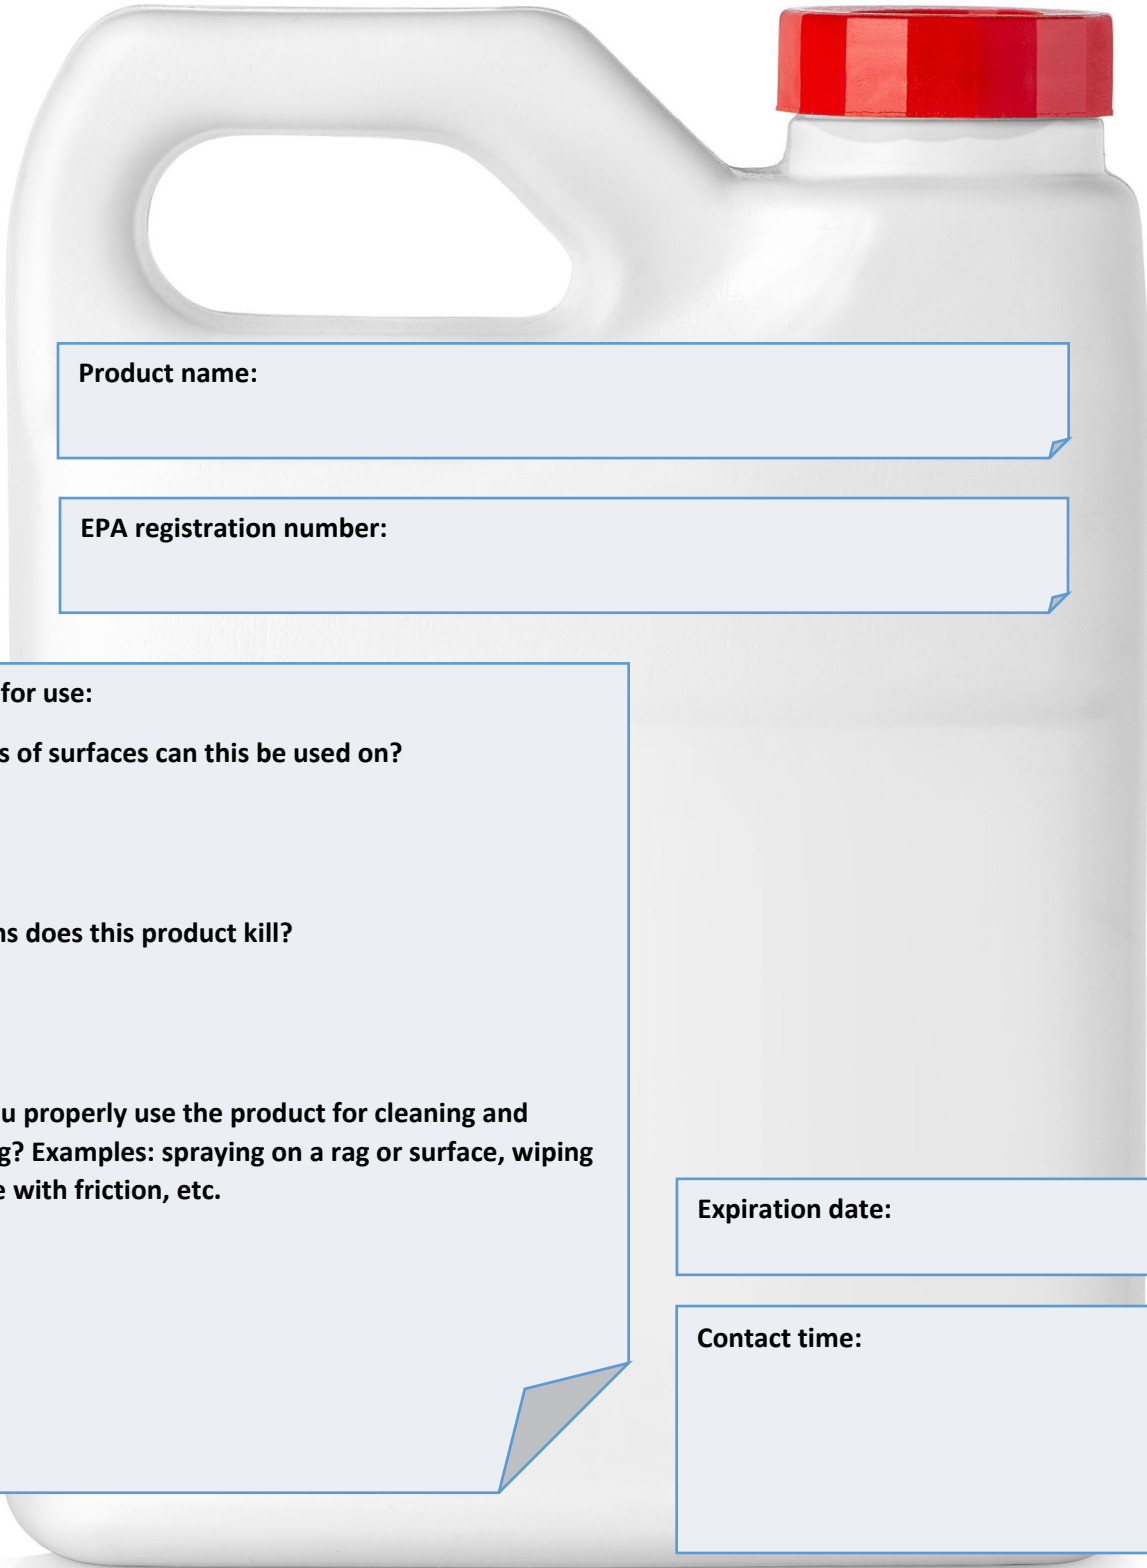 Product name:
EPA registration number:
for use:
s of surfaces can this be used on?
ns does this product kill?
u properly use the product for cleaning and
g? Examples: spraying on a rag or surface, wiping
e with friction, etc.
Expiration date:
Contact time: